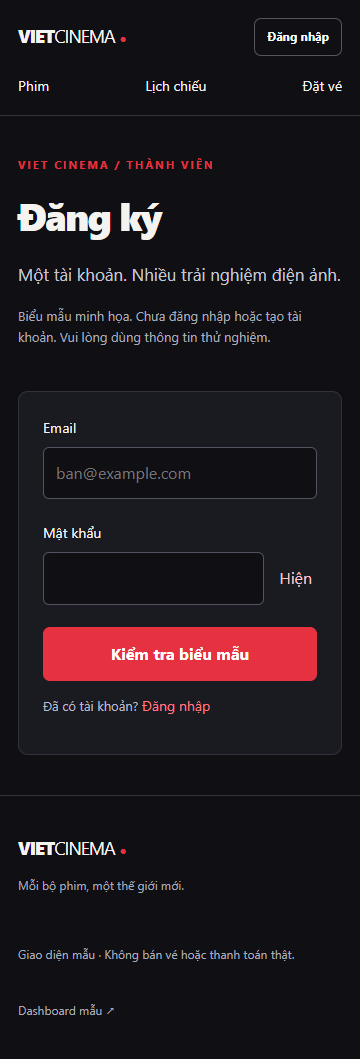 VIETCINEMA
Đăng nhập
Phim Lịch chiếu Đặt vé
VIET CINEMA / THÀNH VIÊN
Đăng ký
Một tài khoản. Nhiều trải nghiệm điện ảnh.
Biểu mẫu minh họa. Chưa đăng nhập hoặc tạo tài
khoản. Vui lòng dùng thông tin thử nghiệm.
Email
ban@example.com
Mật khẩu
Hiện
Kiểm tra biểu mẫu
Đã có tài khoản? Đăng nhập
VIETCINEMA
Mỗi bộ phim, một thế giới mới.
Giao diện mẫu · Không bán vé hoặc thanh toán thật.
Dashboard mẫu ↗